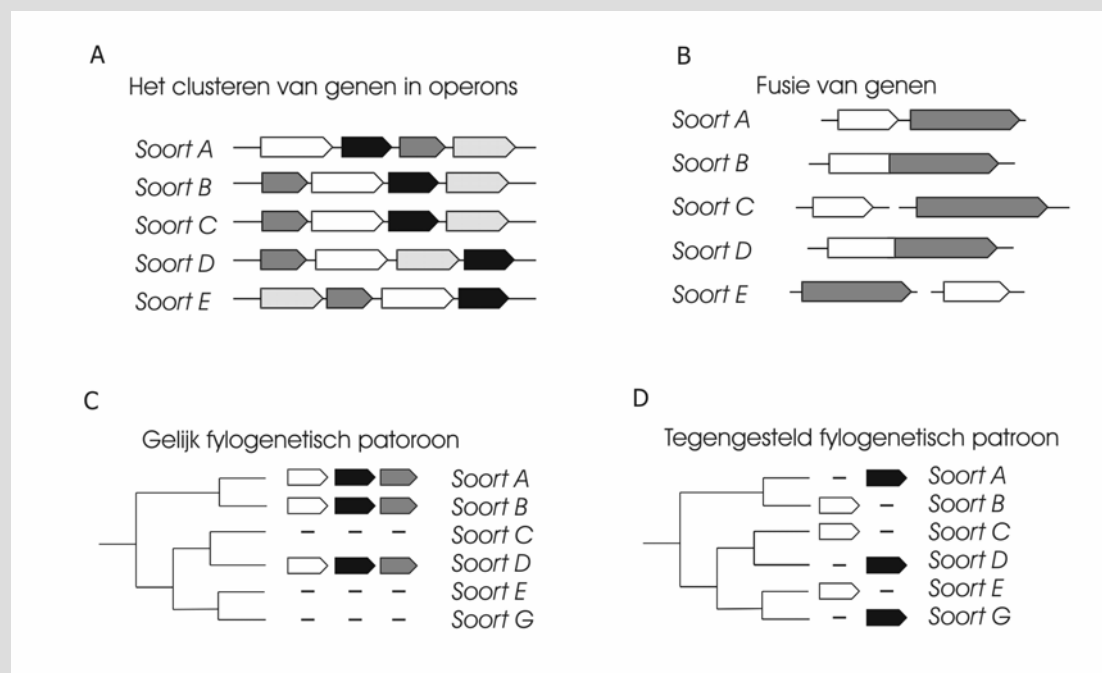 A
Het clusteren van genen in operons
Soort A
Soort B
Soort C
Soort D
Soort E
B
Fusie van genen
Soort A
Soort B
Soort C
Soort D
Soort E
C
Gelijk fylogenetisch patoroon
Soort A
Soort B
Soort C
Soort D
Soort E
Soort G
D
Tegengesteld fylogenetisch patroon
Soort A
Soort B
Soort C
Soort D
Soort E
Soort G